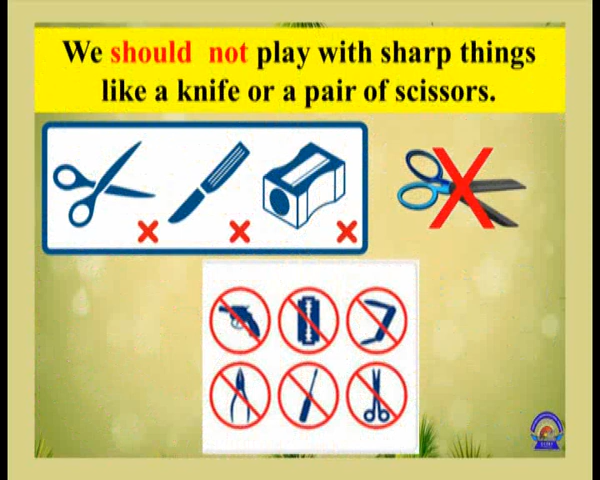 We should not play with sharp things
like a knife or a pair of scissors.